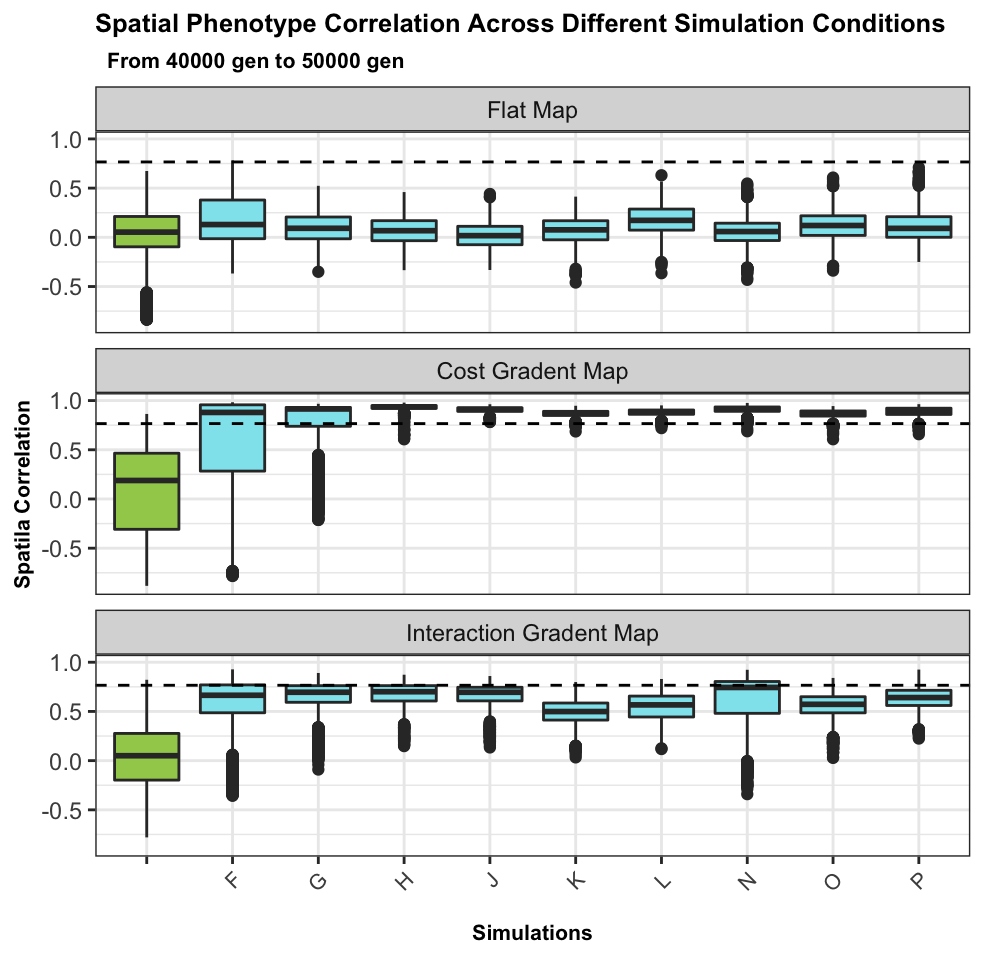 Spatial Phenotype Correlation Across Different Simulation Conditions
From 40000 gen to 50000 gen
Flat Map
1.0
0.5
0.0
-0.5
Cost Gradent Map
1.0
0.5
0.0
-0.5
Interaction Gradent Map
1.0
0.5
0.0
-0.5
Spatila Correlation
F G H J K L N O P
Simulations